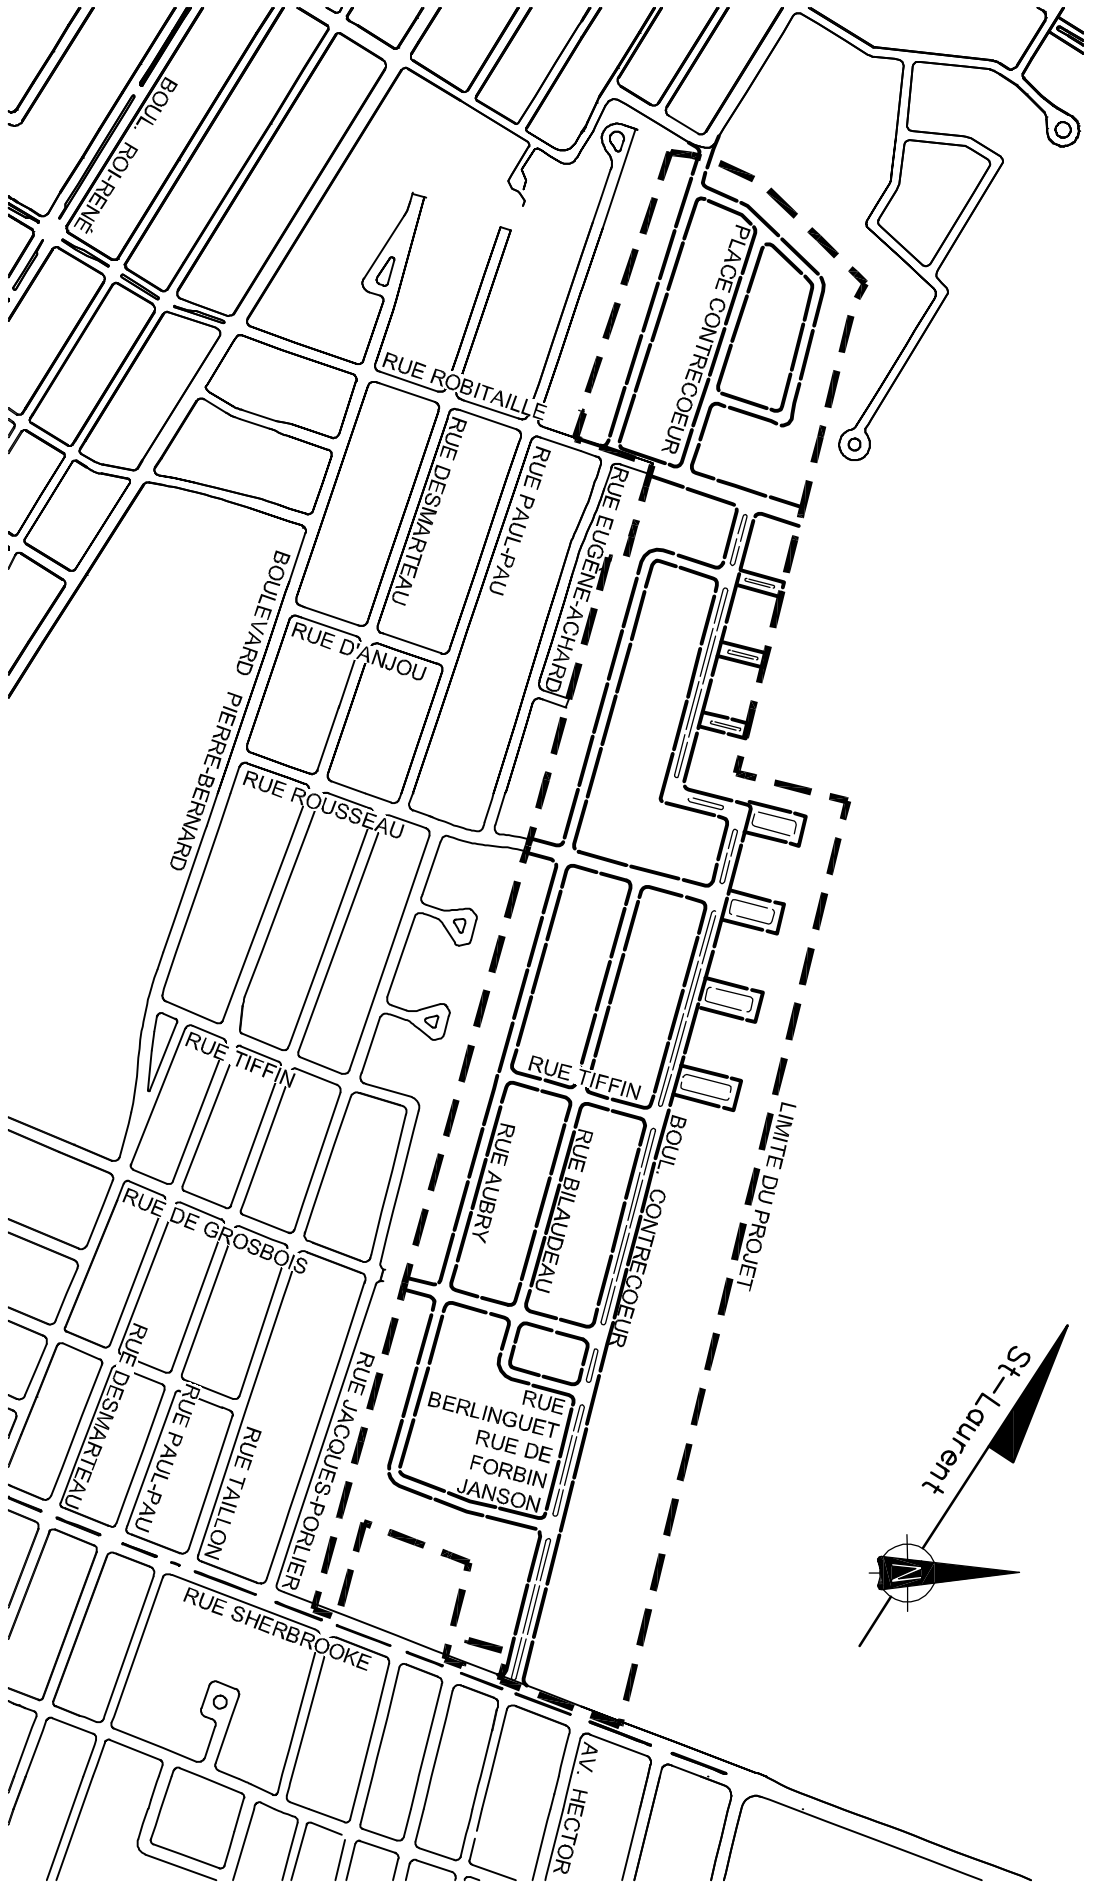 BOUL. ROI-RENÉ
PLACE CONTRECOEUR
RUE ROBITAILLE
RUE DESMARTEAU
RUE PAUL-PAU
RUE EUGÈNE-ACHARD
BOULEVARD PIERRE-BERNARD
RUE D'ANJOU
RUE ROUSSEAU
RUE TIFFIN
RUE TIFFIN
RUE AUBRY
RUE BILAUDEAU
BOUL. CONTRECOEUR
LIMITE DU PROJET
RUE DE GROSBOIS
RUE DESMARTEAU
RUE PAUL-PAU
RUE TAILLON
RUE JACQUES-PORLIER
RUE
BERLINGUET
RUE DE
FORBIN
JANSON
St-Laurent
N
RUE SHERBROOKE
AV. HECTOR